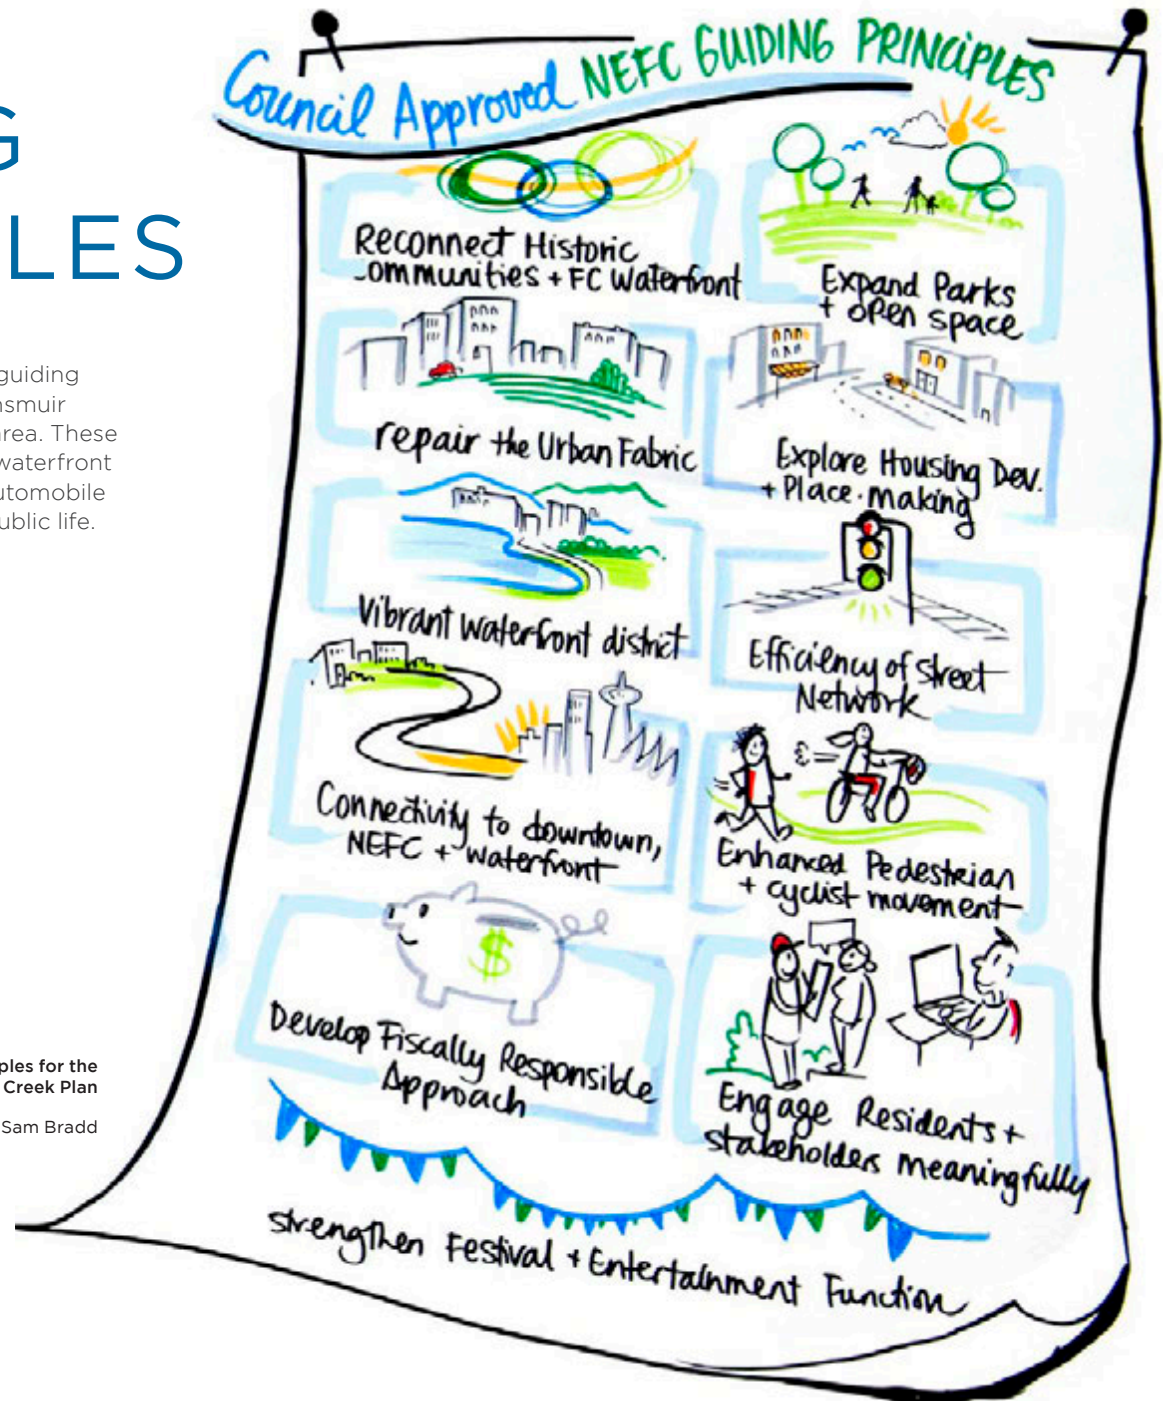 G
LES
guiding
nsmuir
area. These
waterfront
utomobile
ublic life.
ples for the
Creek Plan
Sam Bradd
Council Approved NEFC GUIDING PRINCIPLES
Reconnect Historic
communities + FC Waterfront
Expand Parks
+ open space
repair the Urban Fabric
Explore Housing Dev.
+ Place-making
Vibrant waterfront district
Efficiency of Street
Network
Connectivity to downtown,
NEFC + waterfront
Enhanced Pedestrian
+ cyclist movement
$
Develop Fiscally Responsible
Approach
Engage Residents +
stakeholders meaningfully
strengthen Festival + Entertainment Function